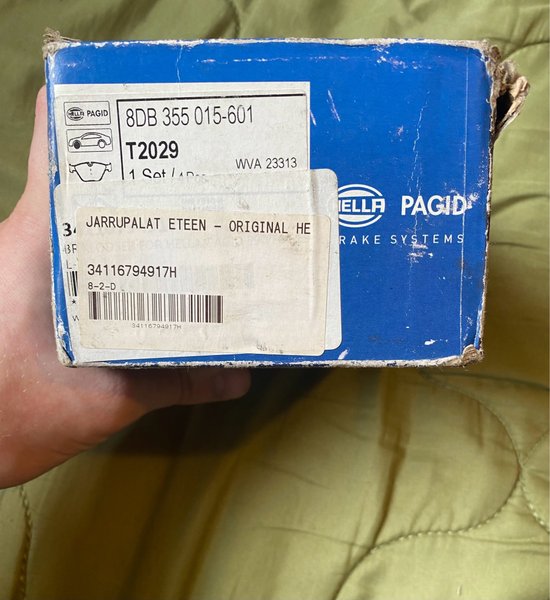 HELLA PAGID
8DB 355 015-601
T2029
WVA 23313
1 Set /
HELLA PAGID
BRAKE SYSTEMS
JARRUPALAT ETEEN - ORIGINAL HE
34116794917H
8-2-D
34116794917H